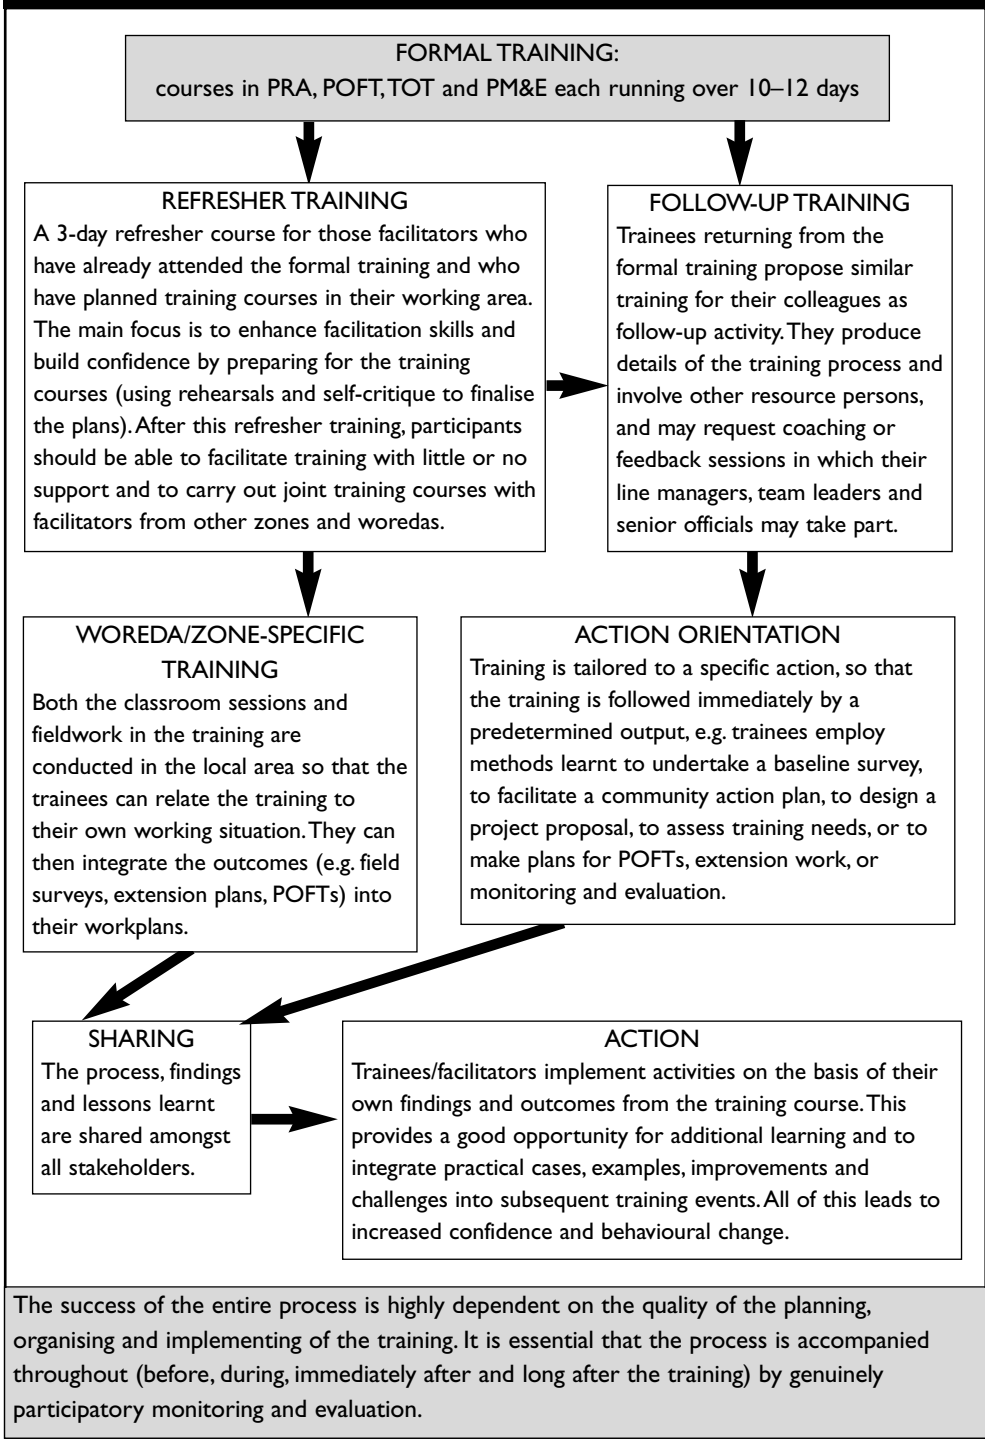 FORMAL TRAINING:
courses in PRA, POFT, TOT and PM&E each running over 10–12 days
REFRESHER TRAINING
A 3-day refresher course for those facilitators who
have already attended the formal training and who
have planned training courses in their working area.
The main focus is to enhance facilitation skills and
build confidence by preparing for the training
courses (using rehearsals and self-critique to finalise
the plans). After this refresher training, participants
should be able to facilitate training with little or no
support and to carry out joint training courses with
facilitators from other zones and woredas.
FOLLOW-UP TRAINING
Trainees returning from the
formal training propose similar
training for their colleagues as
follow-up activity. They produce
details of the training process and
involve other resource persons,
and may request coaching or
feedback sessions in which their
line managers, team leaders and
senior officials may take part.
WOREDA/ZONE-SPECIFIC
TRAINING
Both the classroom sessions and
fieldwork in the training are
conducted in the local area so that the
trainees can relate the training to
their own working situation. They can
then integrate the outcomes (e.g. field
surveys, extension plans, POFTs) into
their workplans.
ACTION ORIENTATION
Training is tailored to a specific action, so that
the training is followed immediately by a
predetermined output, e.g. trainees employ
methods learnt to undertake a baseline survey,
to facilitate a community action plan, to design a
project proposal, to assess training needs, or to
make plans for POFTs, extension work, or
monitoring and evaluation.
SHARING
The process, findings
and lessons learnt
are shared amongst
all stakeholders.
ACTION
Trainees/facilitators implement activities on the basis of their
own findings and outcomes from the training course. This
provides a good opportunity for additional learning and to
integrate practical cases, examples, improvements and
challenges into subsequent training events. All of this leads to
increased confidence and behavioural change.
The success of the entire process is highly dependent on the quality of the planning,
organising and implementing of the training. It is essential that the process is accompanied
throughout (before, during, immediately after and long after the training) by genuinely
participatory monitoring and evaluation.